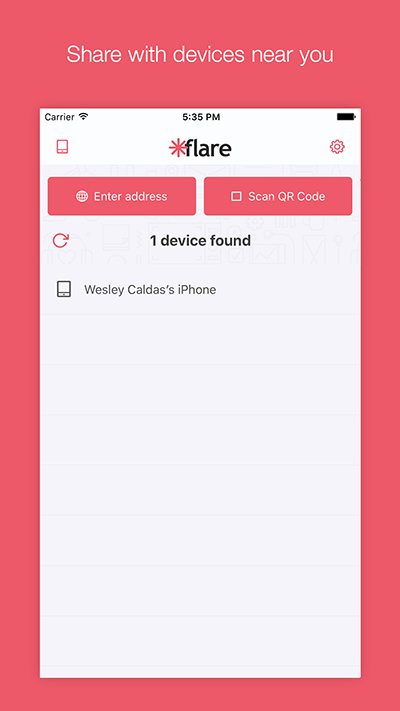 Share with devices near you
Carrier 5:35 PM
flare
Enter address Scan QR Code
1 device found
Wesley Caldas's iPhone